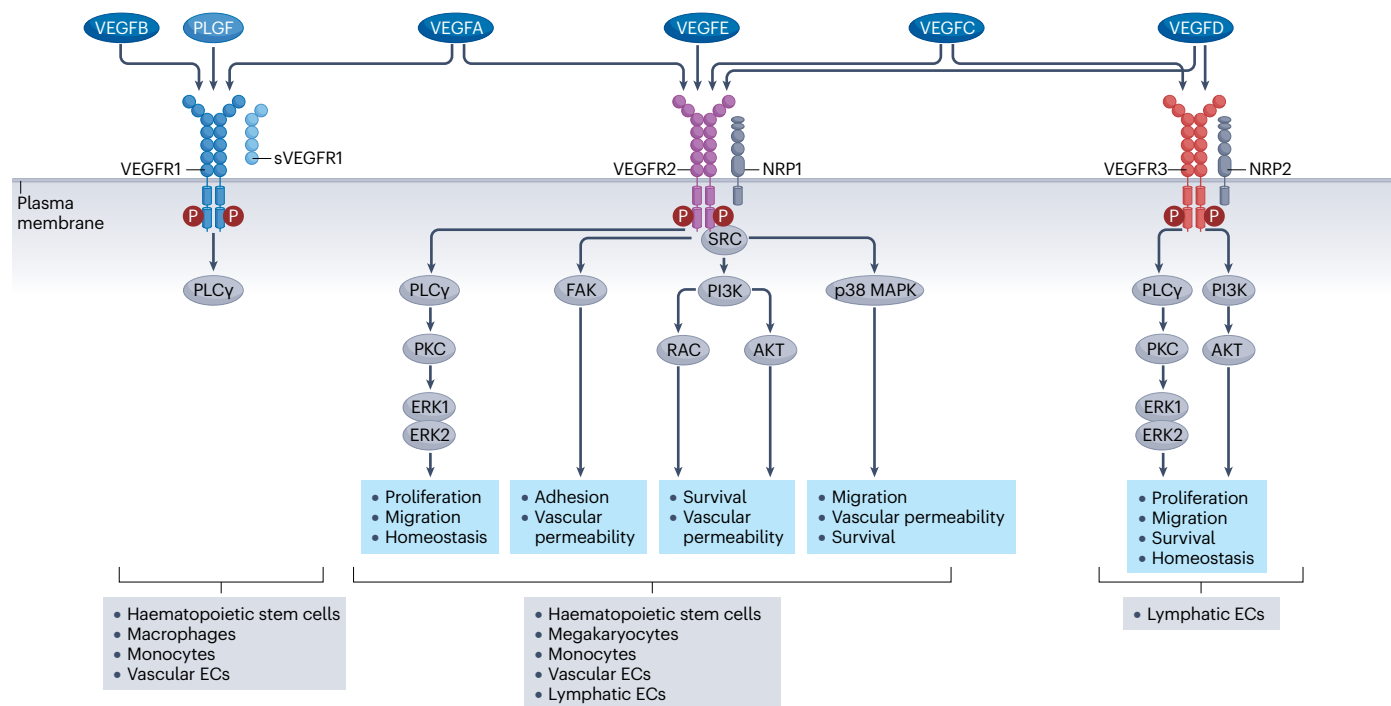 VEGFB
PLGF
VEGFA
VEGFE
VEGFC
VEGFD
sVEGFR1
VEGFR1
VEGFR2
NRP1
VEGFR3
NRP2
Plasma
membrane
P
P
P
P
P
P
SRC
PLCγ
PLCγ
FAK
PI3K
p38 MAPK
PLCγ
PI3K
PKC
RAC
AKT
PKC
AKT
ERK1
ERK2
ERK1
ERK2
• Proliferation
• Migration
• Homeostasis
• Adhesion
• Vascular
permeability
• Survival
• Vascular
permeability
• Migration
• Vascular permeability
• Survival
• Proliferation
• Migration
• Survival
• Homeostasis
• Haematopoietic stem cells
• Macrophages
• Monocytes
• Vascular ECs
• Haematopoietic stem cells
• Megakaryocytes
• Monocytes
• Vascular ECs
• Lymphatic ECs
• Lymphatic ECs